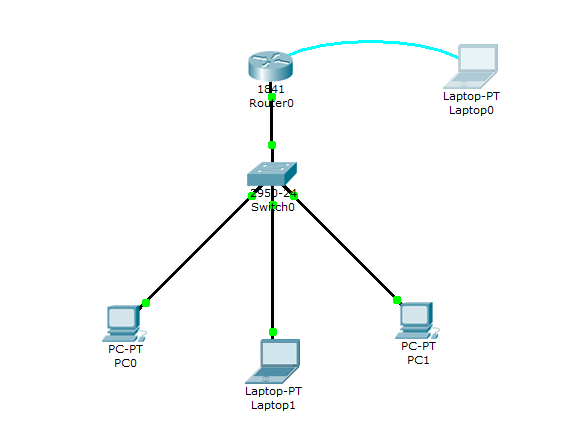 1841
Router0
Laptop-PT
Laptop0
2950-24
Switch0
PC-PT
PC0
PC-PT
PC1
Laptop-PT
Laptop1